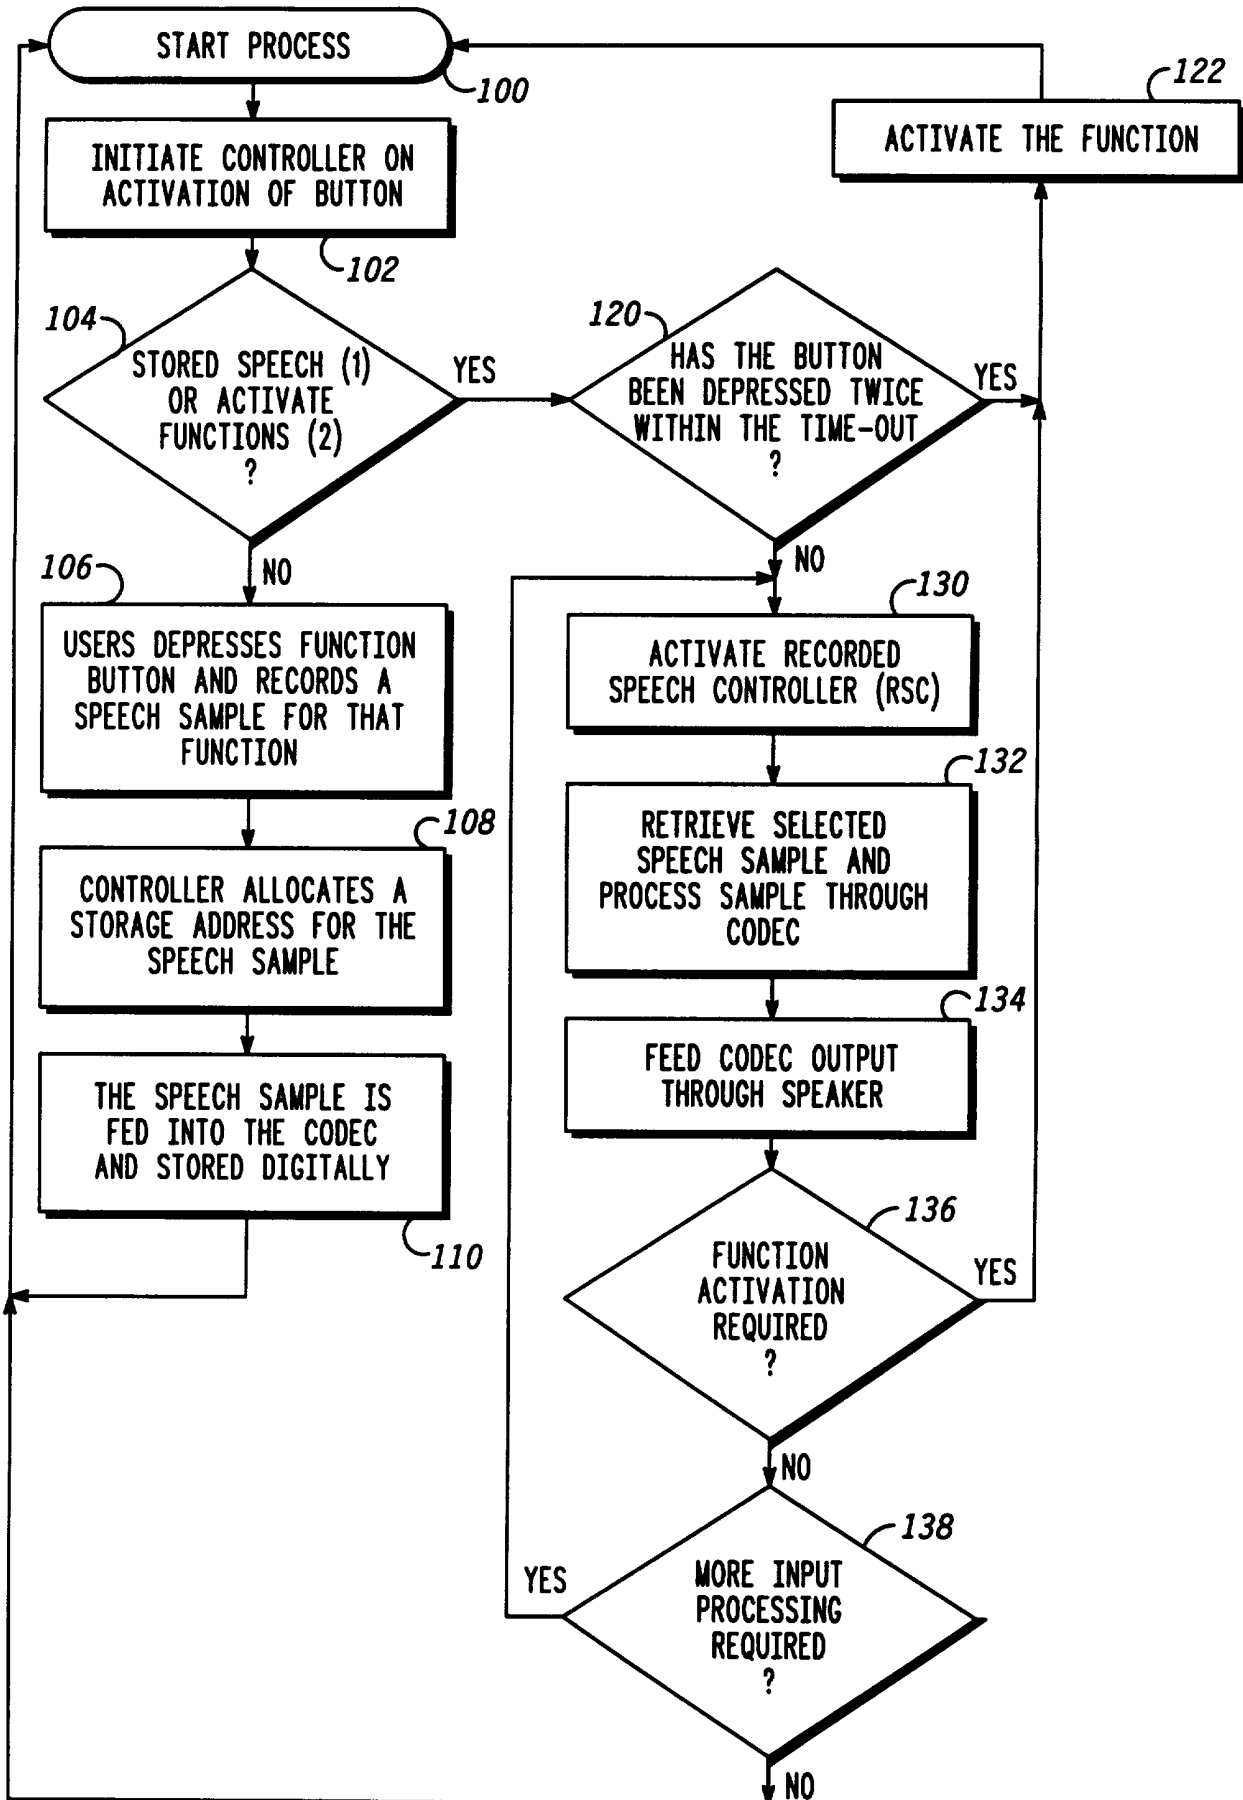 START PROCESS
100
INITIATE CONTROLLER ON
ACTIVATION OF BUTTON
102
104
STORED SPEECH (1)
OR ACTIVATE
FUNCTIONS (2)
?
YES
NO
106
USERS DEPRESSES FUNCTION
BUTTON AND RECORDS A
SPEECH SAMPLE FOR THAT
FUNCTION
108
CONTROLLER ALLOCATES A
STORAGE ADDRESS FOR THE
SPEECH SAMPLE
THE SPEECH SAMPLE IS
FED INTO THE CODEC
AND STORED DIGITALLY
110
122
ACTIVATE THE FUNCTION
120
HAS THE BUTTON
BEEN DEPRESSED TWICE
WITHIN THE TIME-OUT
?
YES
NO
130
ACTIVATE RECORDED
SPEECH CONTROLLER (RSC)
132
RETRIEVE SELECTED
SPEECH SAMPLE AND
PROCESS SAMPLE THROUGH
CODEC
134
FEED CODEC OUTPUT
THROUGH SPEAKER
136
FUNCTION
ACTIVATION
REQUIRED
?
YES
NO
138
MORE INPUT
PROCESSING
REQUIRED
?
YES
NO